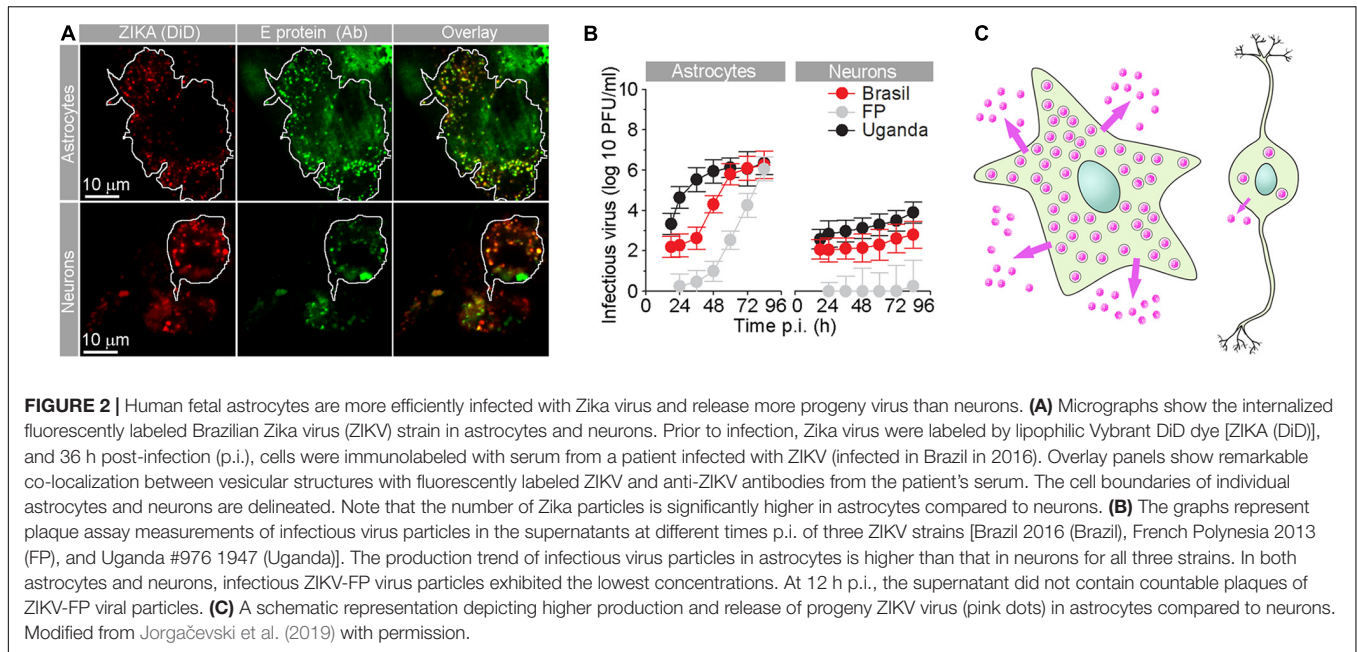 A
ZIKA (DiD)
E protein (Ab)
Overlay
Astrocytes
10 µm
Neurons
10 µm
B
Astrocytes
Neurons
Infectious virus (log 10 PFU/ml)
10
8
6
4
2
0
Brasil
FP
Uganda
0 24 48 72 96
0 24 48 72 96
Time p.i. (h)
C
FIGURE 2 | Human fetal astrocytes are more efficiently infected with Zika virus and release more progeny virus than neurons. (A) Micrographs show the internalized
fluorescently labeled Brazilian Zika virus (ZIKV) strain in astrocytes and neurons. Prior to infection, Zika virus were labeled by lipophilic Vybrant DiD dye [ZIKA (DiD)],
and 36 h post-infection (p.i.), cells were immunolabeled with serum from a patient infected with ZIKV (infected in Brazil in 2016). Overlay panels show remarkable
co-localization between vesicular structures with fluorescently labeled ZIKV and anti-ZIKV antibodies from the patient's serum. The cell boundaries of individual
astrocytes and neurons are delineated. Note that the number of Zika particles is significantly higher in astrocytes compared to neurons. (B) The graphs represent
plaque assay measurements of infectious virus particles in the supernatants at different times p.i. of three ZIKV strains [Brazil 2016 (Brazil), French Polynesia 2013
(FP), and Uganda #976 1947 (Uganda)]. The production trend of infectious virus particles in astrocytes is higher than that in neurons for all three strains. In both
astrocytes and neurons, infectious ZIKV-FP virus particles exhibited the lowest concentrations. At 12 h p.i., the supernatant did not contain countable plaques of
ZIKV-FP viral particles. (C) A schematic representation depicting higher production and release of progeny ZIKV virus (pink dots) in astrocytes compared to neurons.
Modified from Jorgačevski et al. (2019) with permission.